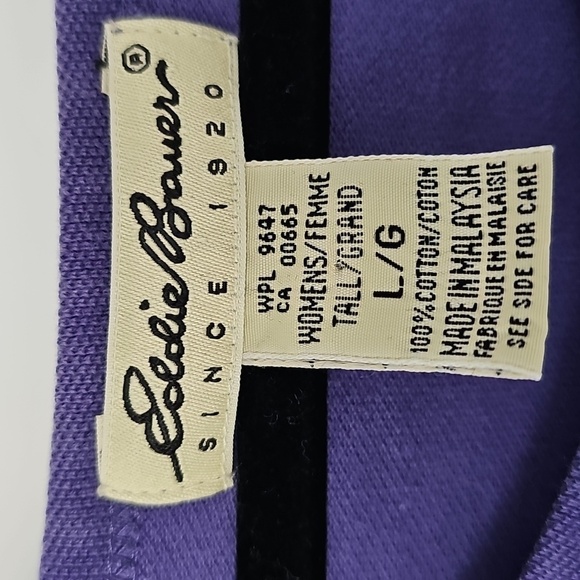 Eddie Bauer®
SINCE 1920
WPL 9647
CA 00665
WOMENS/FEMME
TALL/GRAND
L/G
100%COTTON/COTON
MADE IN MALAYSIA
FABRIQUE EN MALAISIE
SEE SIDE FOR CARE